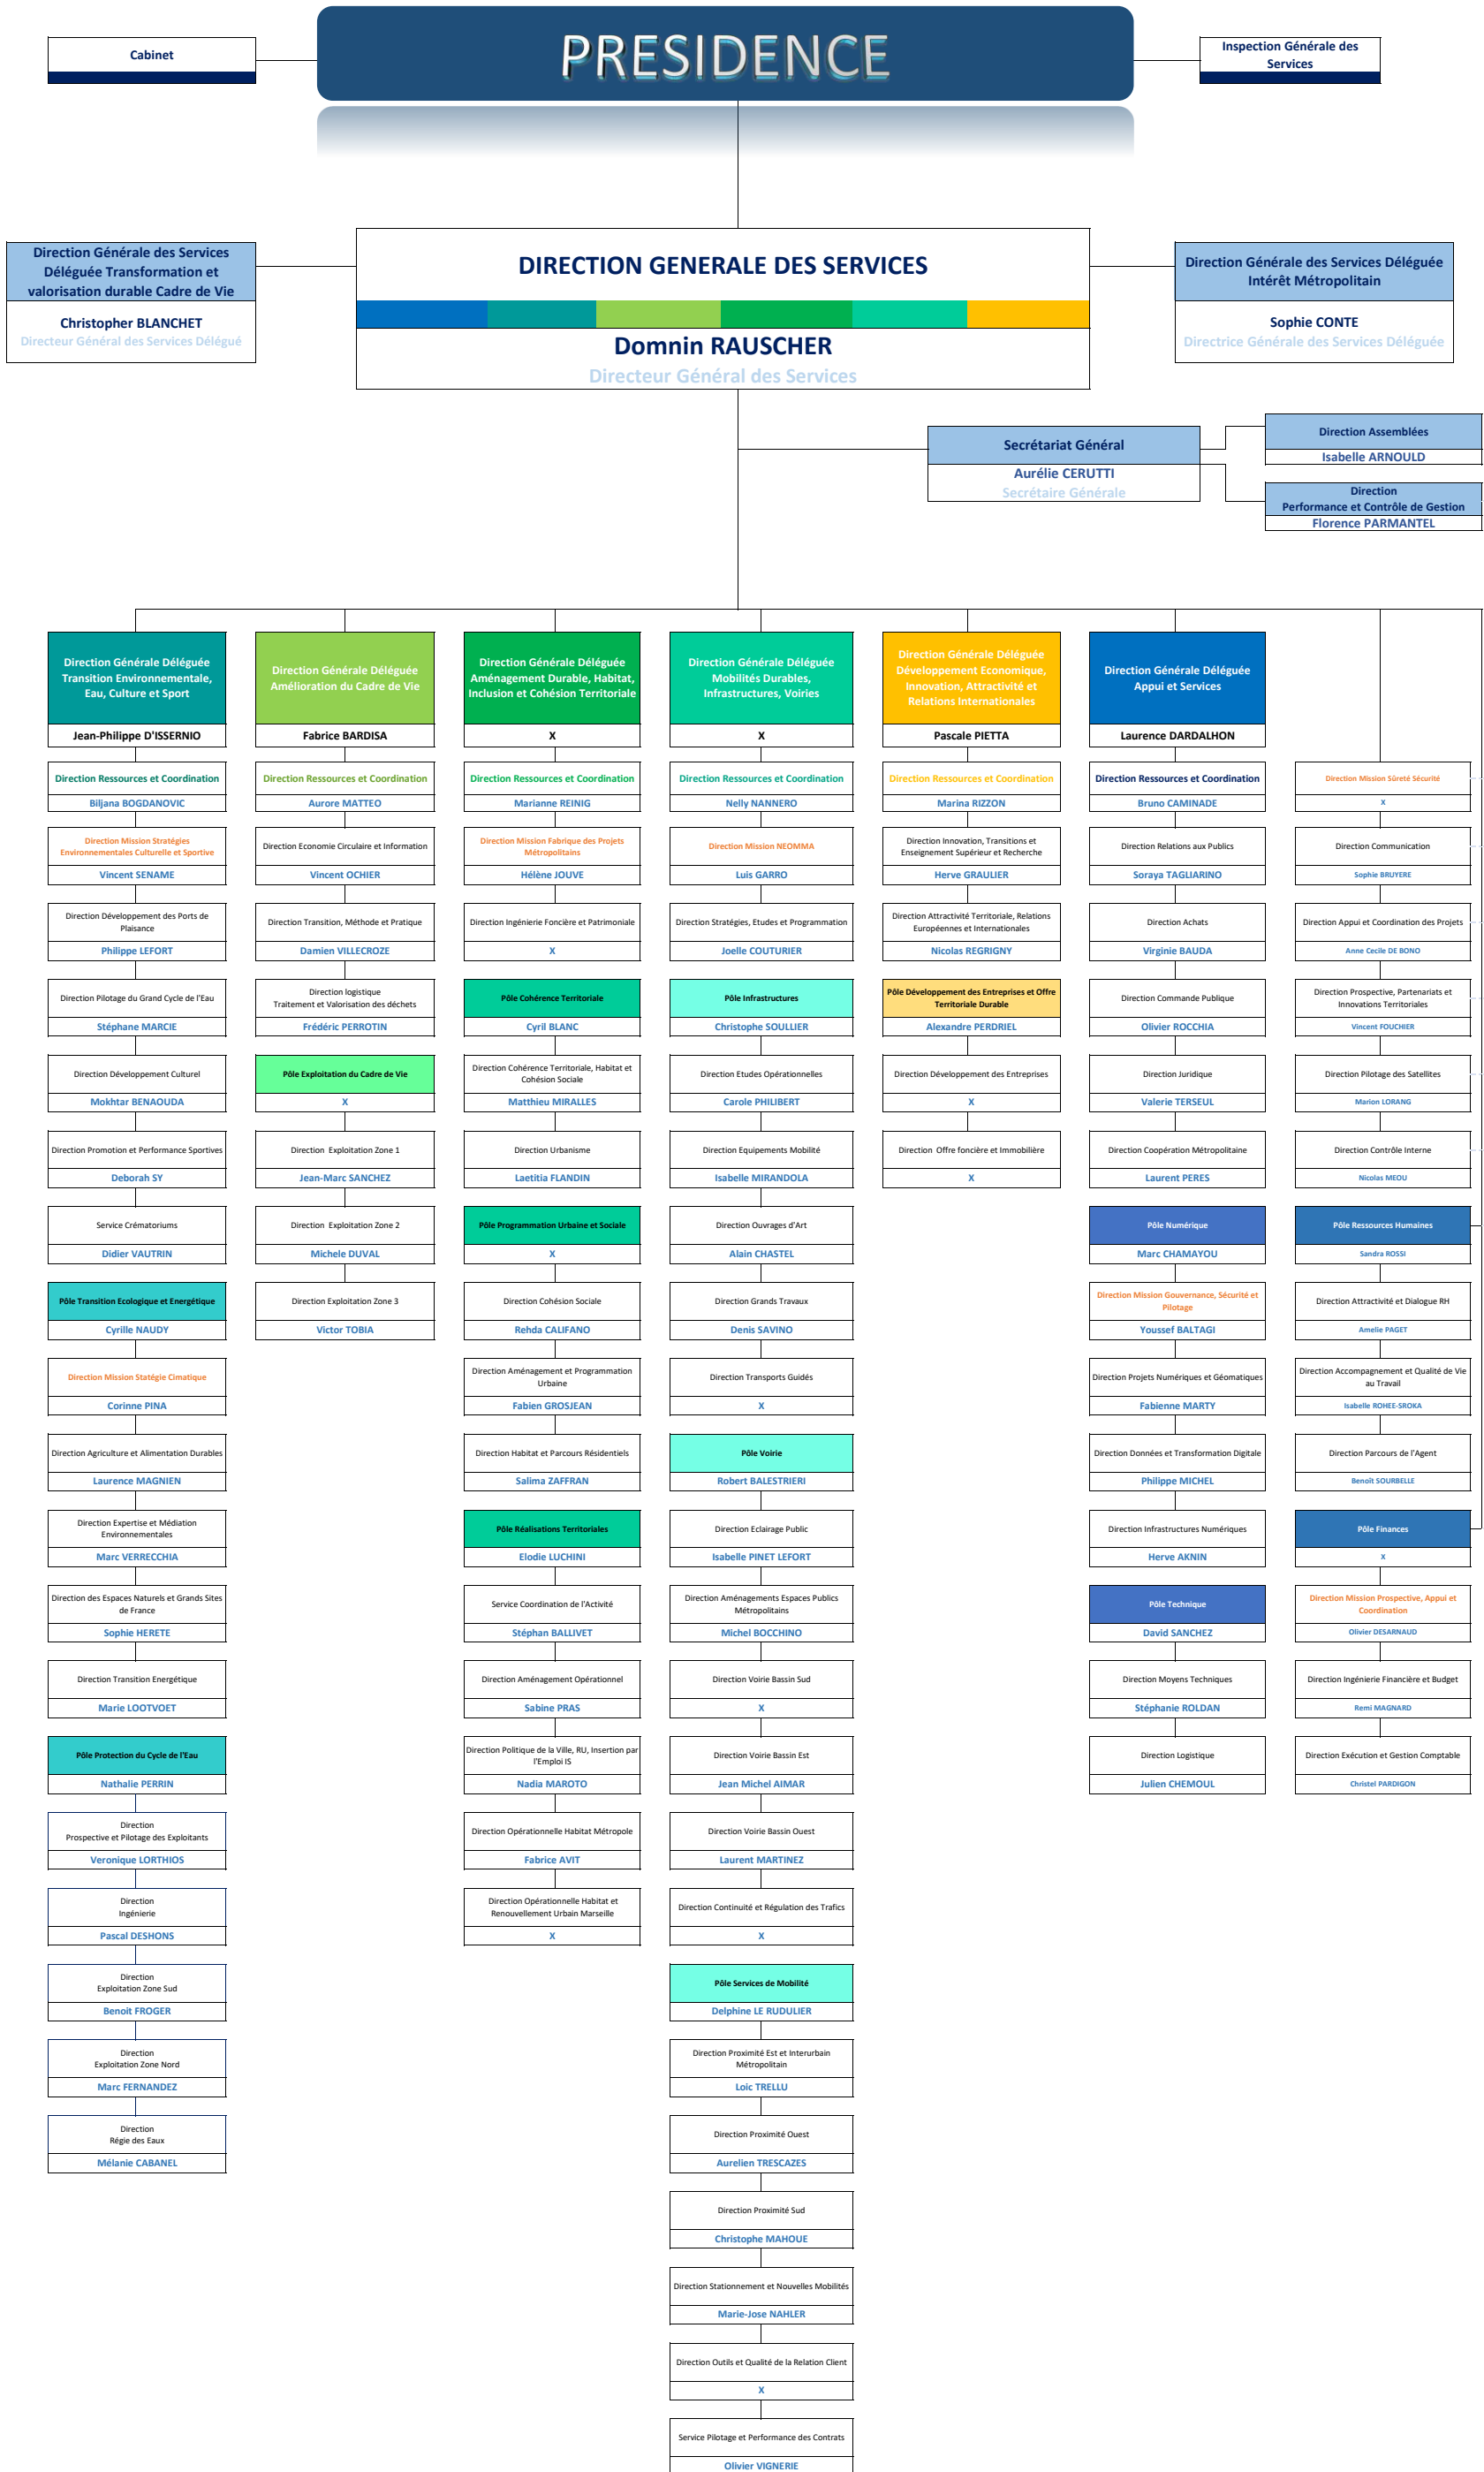 Cabinet
PRESIDENCE
Inspection Générale des
Services
Direction Générale des Services
Déléguée Transformation et
valorisation durable Cadre de Vie
Christopher BLANCHET
Directeur Général des Services Délégué
DIRECTION GENERALE DES SERVICES
Domnin RAUSCHER
Directeur Général des Services
Direction Générale des Services Déléguée
Intérêt Métropolitain
Sophie CONTE
Directrice Générale des Services Déléguée
Secrétariat Général
Aurélie CERUTTI
Secrétaire Générale
Direction Assemblées
Isabelle ARNOULD
Direction
Performance et Contrôle de Gestion
Florence PARMANTEL
Direction Générale Déléguée
Transition Environnementale,
Eau, Culture et Sport
Jean-Philippe D'ISSERNIO
Direction Ressources et Coordination
Biljana BOGDANOVIC
Direction Mission Stratégies
Environnementales Culturelle et Sportive
Vincent SENAME
Direction Développement des Ports de
Plaisance
Philippe LEFORT
Direction Pilotage du Grand Cycle de l'Eau
Stéphane MARCIE
Direction Développement Culturel
Mokhtar BENAOUDA
Direction Promotion et Performance Sportives
Deborah SY
Service Crématoriums
Didier VAUTRIN
Pôle Transition Ecologique et Energétique
Cyrille NAUDY
Direction Mission Statégie Cimatique
Corinne PINA
Direction Agriculture et Alimentation Durables
Laurence MAGNIEN
Direction Expertise et Médiation
Environnementales
Marc VERRECCHIA
Direction des Espaces Naturels et Grands Sites
de France
Sophie HERETE
Direction Transition Energétique
Marie LOOTVOET
Pôle Protection du Cycle de l'Eau
Nathalie PERRIN
Direction
Prospective et Pilotage des Exploitants
Veronique LORTHIOS
Direction
Ingénierie
Pascal DESHONS
Direction
Exploitation Zone Sud
Benoit FROGER
Direction
Exploitation Zone Nord
Marc FERNANDEZ
Direction
Régie des Eaux
Mélanie CABANEL
Direction Générale Déléguée
Amélioration du Cadre de Vie
Fabrice BARDISA
Direction Ressources et Coordination
Aurore MATTEO
Direction Economie Circulaire et Information
Vincent OCHIER
Direction Transition, Méthode et Pratique
Damien VILLECROZE
Direction logistique
Traitement et Valorisation des déchets
Frédéric PERROTIN
Pôle Exploitation du Cadre de Vie
X
Direction Exploitation Zone 1
Jean-Marc SANCHEZ
Direction Exploitation Zone 2
Michele DUVAL
Direction Exploitation Zone 3
Victor TOBIA
Direction Générale Déléguée
Aménagement Durable, Habitat,
Inclusion et Cohésion Territoriale
X
Direction Ressources et Coordination
Marianne REINIG
Direction Mission Fabrique des Projets
Métropolitains
Hélène JOUVE
Direction Ingénierie Foncière et Patrimoniale
X
Pôle Cohérence Territoriale
Cyril BLANC
Direction Cohérence Territoriale, Habitat et
Cohésion Sociale
Matthieu MIRALLES
Direction Urbanisme
Laetitia FLANDIN
Pôle Programmation Urbaine et Sociale
X
Direction Cohésion Sociale
Rehda CALIFANO
Direction Aménagement et Programmation
Urbaine
Fabien GROSJEAN
Direction Habitat et Parcours Résidentiels
Salima ZAFFRAN
Pôle Réalisations Territoriales
Elodie LUCHINI
Service Coordination de l'Activité
Stéphan BALLIVET
Direction Aménagement Opérationnel
Sabine PRAS
Direction Politique de la Ville, RU, Insertion par
l'Emploi IS
Nadia MAROTO
Direction Opérationnelle Habitat Métropole
Fabrice AVIT
Direction Opérationnelle Habitat et
Renouvellement Urbain Marseille
X
Direction Générale Déléguée
Mobilités Durables,
Infrastructures, Voiries
X
Direction Ressources et Coordination
Nelly NANNERO
Direction Mission NEOMMA
Luis GARRO
Direction Stratégies, Etudes et Programmation
Joelle COUTURIER
Pôle Infrastructures
Christophe SOULLIER
Direction Etudes Opérationnelles
Carole PHILIBERT
Direction Equipements Mobilité
Isabelle MIRANDOLA
Direction Ouvrages d'Art
Alain CHASTEL
Direction Grands Travaux
Denis SAVINO
Direction Transports Guidés
X
Pôle Voirie
Robert BALESTRIERI
Direction Eclairage Public
Isabelle PINET LEFORT
Direction Aménagements Espaces Publics
Métropolitains
Michel BOCCHINO
Direction Voirie Bassin Sud
X
Direction Voirie Bassin Est
Jean Michel AIMAR
Direction Voirie Bassin Ouest
Laurent MARTINEZ
Direction Continuité et Régulation des Trafics
X
Pôle Services de Mobilité
Delphine LE RUDULIER
Direction Proximité Est et Interurbain
Métropolitain
Loic TRELLU
Direction Proximité Ouest
Aurelien TRESCAZES
Direction Proximité Sud
Christophe MAHOUE
Direction Stationnement et Nouvelles Mobilités
Marie-Jose NAHLER
Direction Outils et Qualité de la Relation Client
X
Service Pilotage et Performance des Contrats
Olivier VIGNERIE
Direction Générale Déléguée
Développement Economique,
Innovation, Attractivité et
Relations Internationales
Pascale PIETTA
Direction Ressources et Coordination
Marina RIZZON
Direction Innovation, Transitions et
Enseignement Supérieur et Recherche
Herve GRAULIER
Direction Attractivité Territoriale, Relations
Européennes et Internationales
Nicolas REGRIGNY
Pôle Développement des Entreprises et Offre
Territoriale Durable
Alexandre PERDRIEL
Direction Développement des Entreprises
X
Direction Offre foncière et Immobilière
X
Direction Générale Déléguée
Appui et Services
Laurence DARDALHON
Direction Ressources et Coordination
Bruno CAMINADE
Direction Relations aux Publics
Soraya TAGLIARINO
Direction Achats
Virginie BAUDA
Direction Commande Publique
Olivier ROCCHIA
Direction Juridique
Valerie TERSEUL
Direction Coopération Métropolitaine
Laurent PERES
Pôle Numérique
Marc CHAMAYOU
Direction Mission Gouvernance, Sécurité et
Pilotage
Youssef BALTAGI
Direction Projets Numériques et Géomatiques
Fabienne MARTY
Direction Données et Transformation Digitale
Philippe MICHEL
Direction Infrastructures Numériques
Herve AKNIN
Pôle Technique
David SANCHEZ
Direction Moyens Techniques
Stéphanie ROLDAN
Direction Logistique
Julien CHEMOUL
Direction Mission Sûreté Sécurité
X
Direction Communication
Sophie BRUYERE
Direction Appui et Coordination des Projets
Anne Cecile DE BONO
Direction Prospective, Partenariats et
Innovations Territoriales
Vincent FOUCHIER
Direction Pilotage des Satellites
Marion LORANG
Direction Contrôle Interne
Nicolas MEOU
Pôle Ressources Humaines
Sandra ROSSI
Direction Attractivité et Dialogue RH
Amelie PAGET
Direction Accompagnement et Qualité de Vie
au Travail
Isabelle ROHEE-SROKA
Direction Parcours de l'Agent
Benoît SOURBELLE
Pôle Finances
X
Direction Mission Prospective, Appui et
Coordination
Olivier DESARNAUD
Direction Ingénierie Financière et Budget
Remi MAGNARD
Direction Exécution et Gestion Comptable
Christel PARDIGON